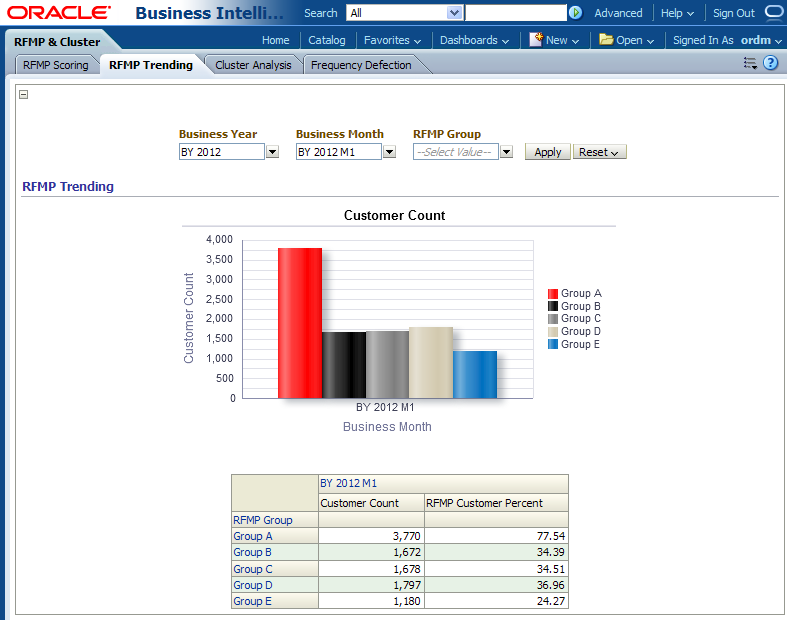 ORACLE Business Intelli... Search All Advanced Help Sign Out
RFMP & Cluster Home Catalog Favorites Dashboards New Open Signed In As ordm
RFMP Scoring RFMP Trending Cluster Analysis Frequency Defection
Business Year Business Month RFMP Group
BY 2012 BY 2012 M1 --Select Value-- Apply Reset
RFMP Trending
Customer Count
4,000
3,500
3,000
2,500
2,000
1,500
1,000
500
0
Customer Count
Group A
Group B
Group C
Group D
Group E
BY 2012 M1
Business Month
BY 2012 M1
Customer Count RFMP Customer Percent
RFMP Group
Group A 3,770 77.54
Group B 1,672 34.39
Group C 1,678 34.51
Group D 1,797 36.96
Group E 1,180 24.27